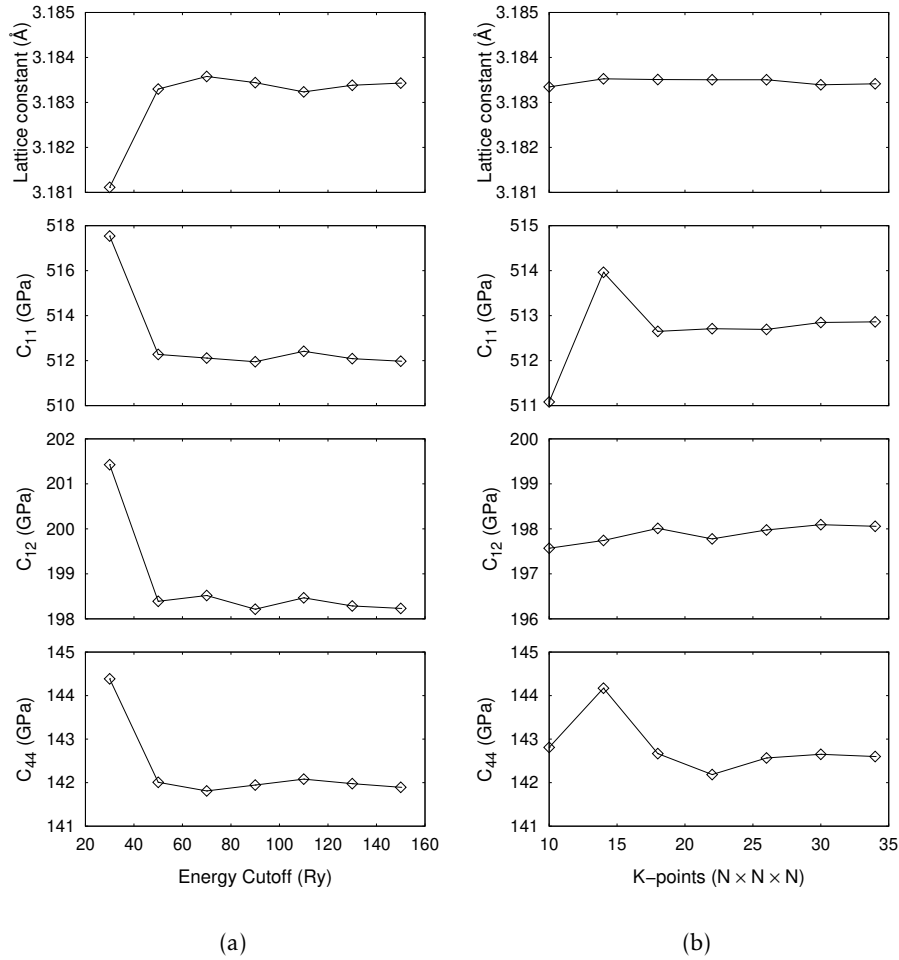 Lattice constant (Å)
3.185
3.184
3.183
3.182
3.181
Lattice constant (Å)
3.185
3.184
3.183
3.182
3.181
C11 (GPa)
518
516
514
512
510
C11 (GPa)
515
514
513
512
511
C12 (GPa)
202
201
200
199
198
C12 (GPa)
200
199
198
197
196
C44 (GPa)
145
144
143
142
141
20 40 60 80 100 120 140 160
Energy Cutoff (Ry)
C44 (GPa)
145
144
143
142
141
10 15 20 25 30 35
K−points (N × N × N)
(a)
(b)